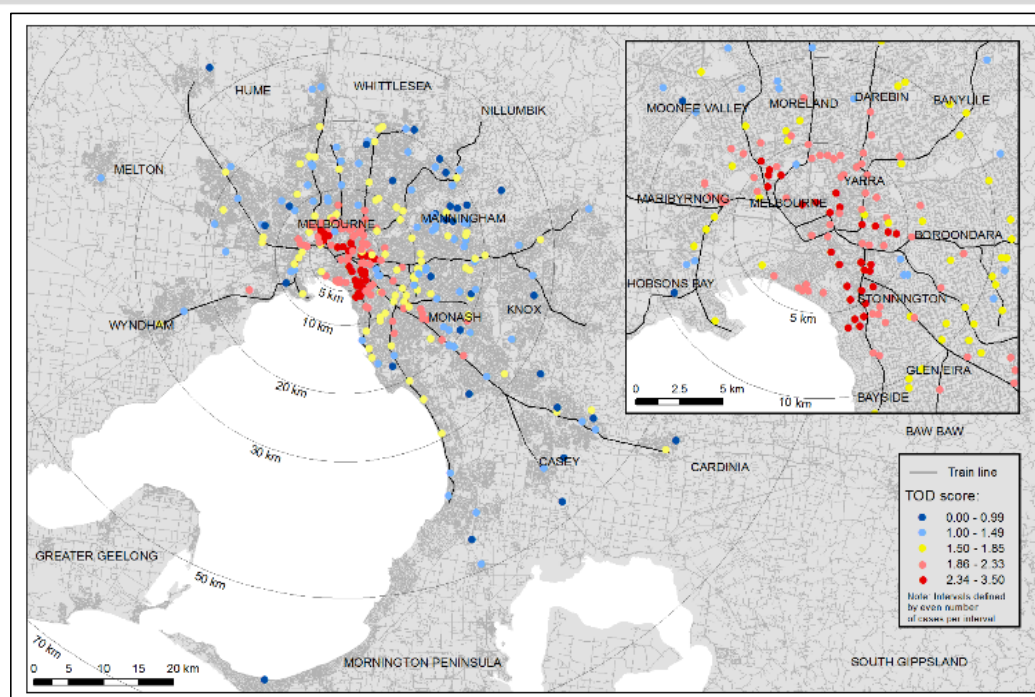 HUME
WHITTLESEA
NILLUMBIK
MELTON
MELBOURNE
MANNINGHAM
WYNDHAM
5 km
10 km
MONASH
KNOX
20 km
30 km
CASEY
CARDINIA
BAW BAW
GREATER GEELONG
50 km
70 km
MORNINGTON PENINSULA
SOUTH GIPPSLAND
0 5 10 15 20 km
MOONEE VALLEY
MORELAND
DAREBIN
BANYULE
MARIBYRNONG
MELBOURNE
YARRA
BOROONDARA
HOBSONS BAY
STONNINGTON
5 km
0 2.5 5 km
GLEN EIRA
10 km
BAYSIDE
Train line
TOD score:
0.00 - 0.99
1.00 - 1.49
1.50 - 1.85
1.86 - 2.33
2.34 - 3.50
Note: Intervals defined
by even number
of cases per interval